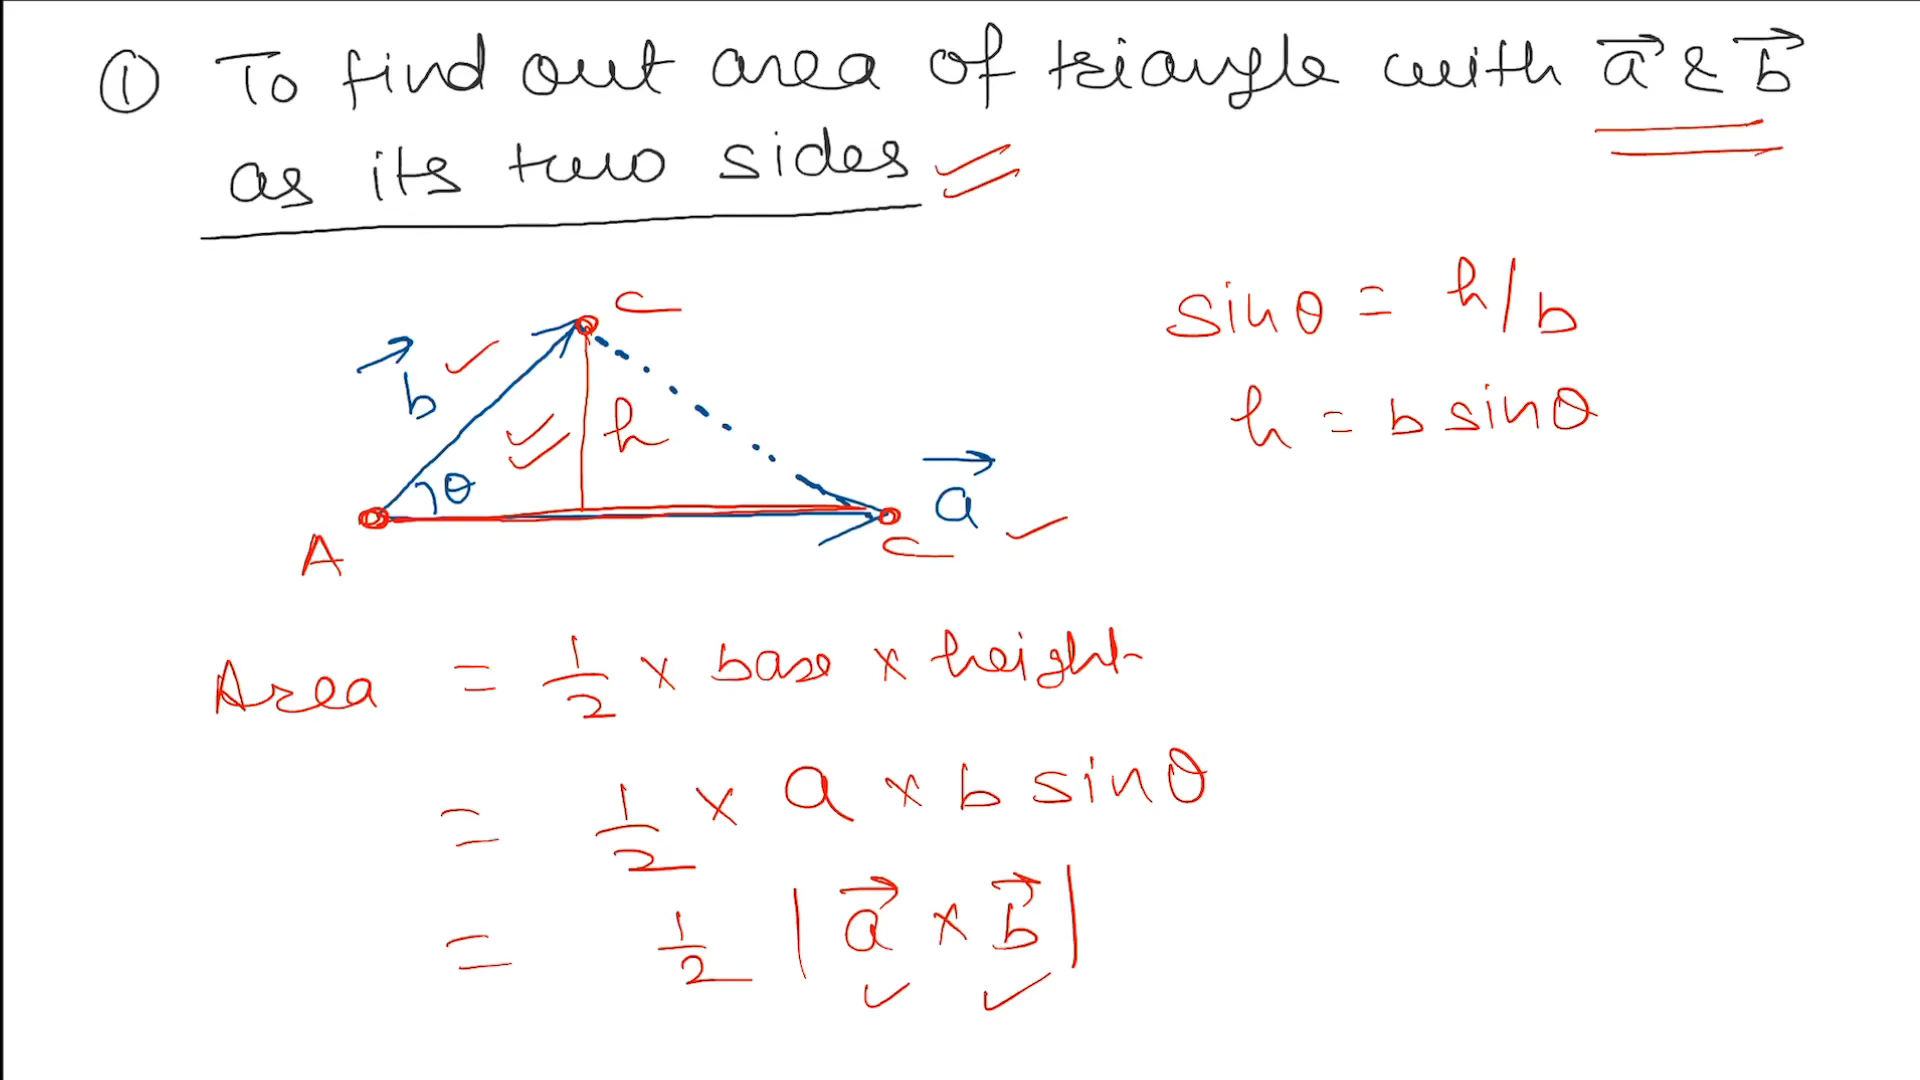 ① To find out area of triangle with a⃗ & b⃗
as its two sides
sinθ = h/b
h = b sinθ
C
b⃗
h
θ
a⃗
A
C
Area = 1/2 × base × height
= 1/2 × a × b sinθ
= 1/2 |a⃗ × b⃗|